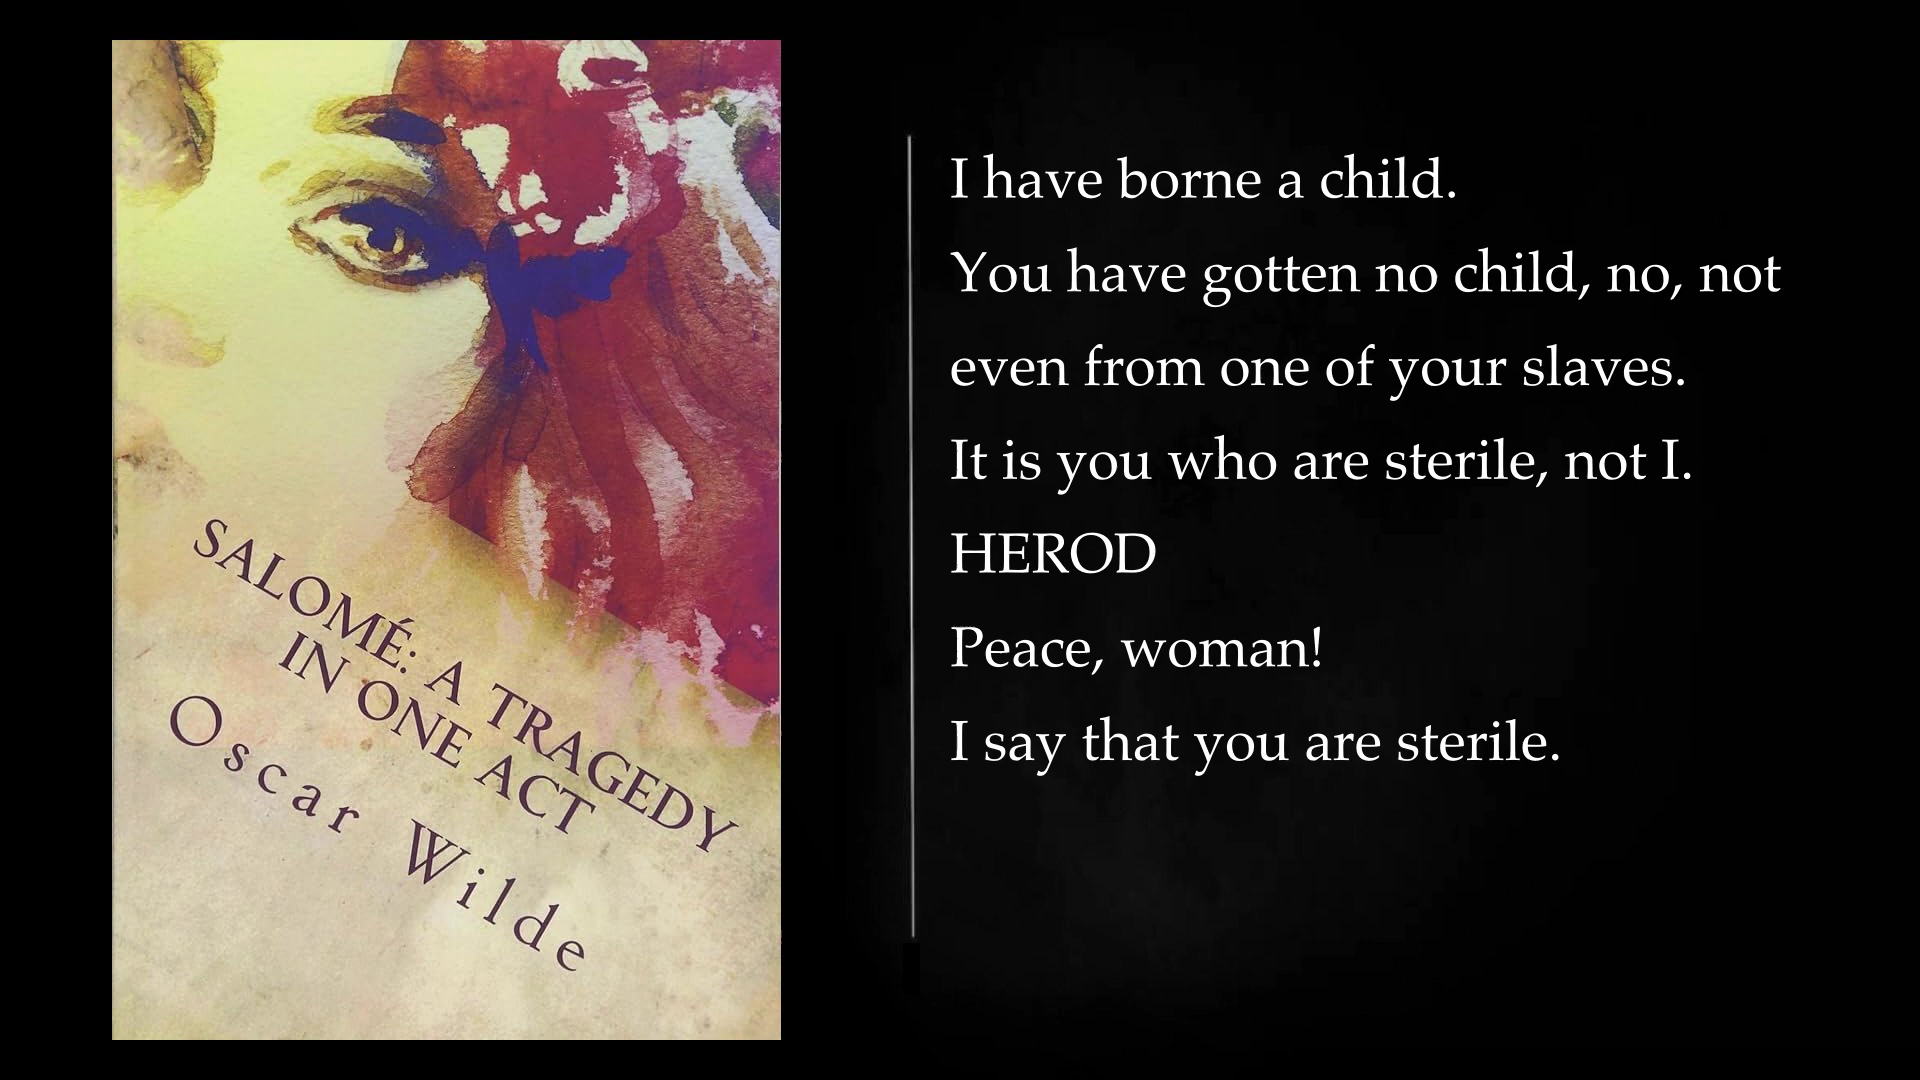 SALOMÉ: A TRAGEDY
IN ONE ACT
Oscar Wilde
I have borne a child.
You have gotten no child, no, not
even from one of your slaves.
It is you who are sterile, not I.
HEROD
Peace, woman!
I say that you are sterile.